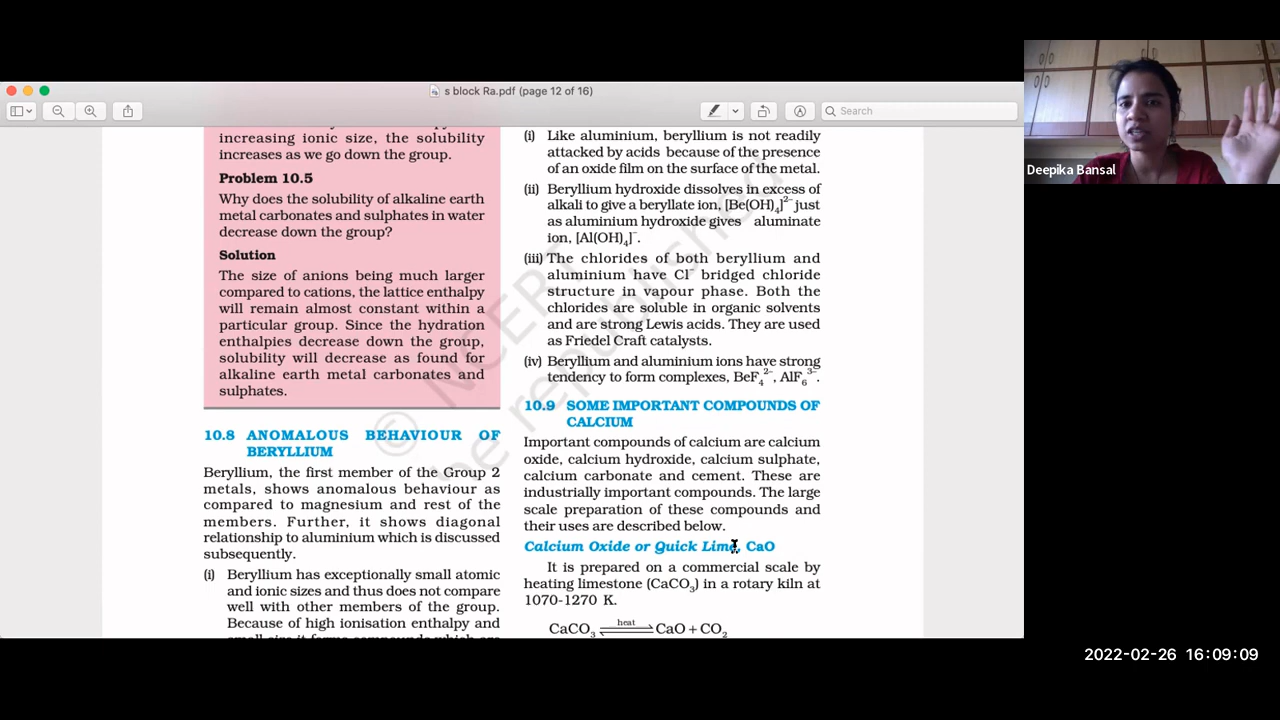 s block Ra.pdf (page 12 of 16)
Search
increasing ionic size, the solubility
increases as we go down the group.
Problem 10.5
Why does the solubility of alkaline earth
metal carbonates and sulphates in water
decrease down the group?
Solution
The size of anions being much larger
compared to cations, the lattice enthalpy
will remain almost constant within a
particular group. Since the hydration
enthalpies decrease down the group,
solubility will decrease as found for
alkaline earth metal carbonates and
sulphates.
10.8 ANOMALOUS BEHAVIOUR OF
BERYLLIUM
Beryllium, the first member of the Group 2
metals, shows anomalous behaviour as
compared to magnesium and rest of the
members. Further, it shows diagonal
relationship to aluminium which is discussed
subsequently.
(i) Beryllium has exceptionally small atomic
and ionic sizes and thus does not compare
well with other members of the group.
Because of high ionisation enthalpy and
small size it forms compounds which are
(i) Like aluminium, beryllium is not readily
attacked by acids because of the presence
of an oxide film on the surface of the metal.
(ii) Beryllium hydroxide dissolves in excess of
alkali to give a beryllate ion, [Be(OH)₄]²⁻ just
as aluminium hydroxide gives aluminate
ion, [Al(OH)₄]⁻.
(iii) The chlorides of both beryllium and
aluminium have Cl⁻ bridged chloride
structure in vapour phase. Both the
chlorides are soluble in organic solvents
and are strong Lewis acids. They are used
as Friedel Craft catalysts.
(iv) Beryllium and aluminium ions have strong
tendency to form complexes, BeF₄²⁻, AlF₆³⁻.
10.9 SOME IMPORTANT COMPOUNDS OF
CALCIUM
Important compounds of calcium are calcium
oxide, calcium hydroxide, calcium sulphate,
calcium carbonate and cement. These are
industrially important compounds. The large
scale preparation of these compounds and
their uses are described below.
Calcium Oxide or Quick Lime, CaO
It is prepared on a commercial scale by
heating limestone (CaCO₃) in a rotary kiln at
1070-1270 K.
heat
CaCO₃ ⇌ CaO + CO₂
© NCERT
be republished
Deepika Bansal
2022-02-26 16:09:09